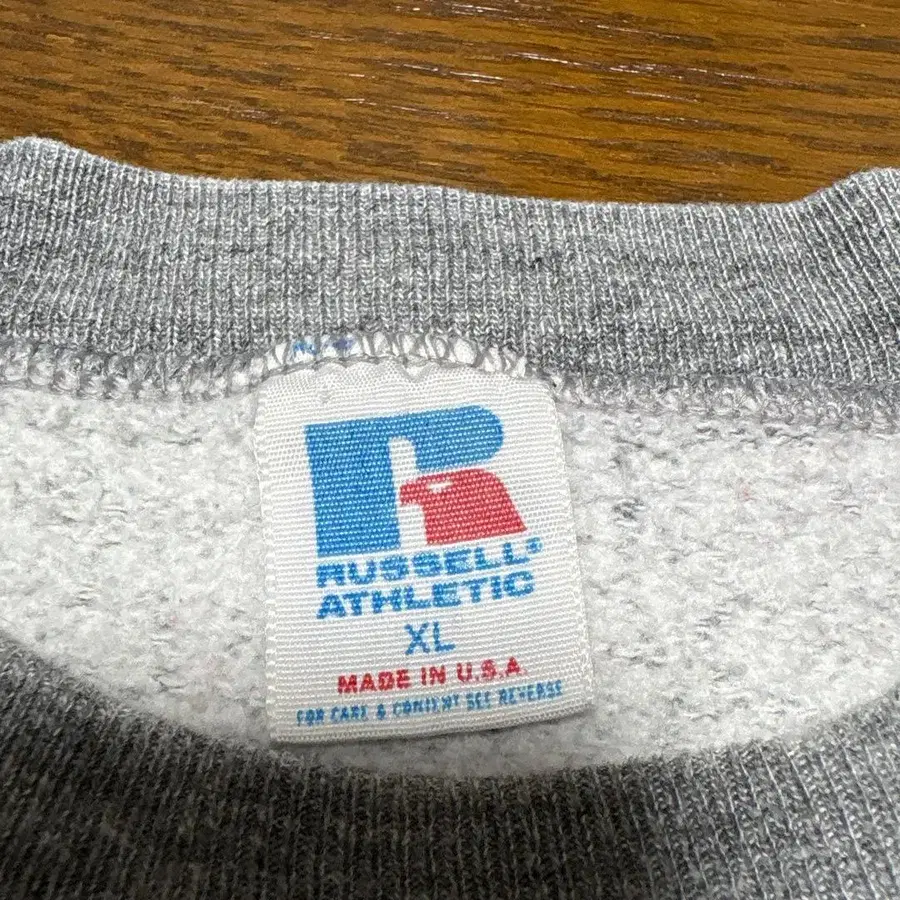 RUSSELL®
ATHLETIC
XL
MADE IN U.S.A.
FOR CARE & CONTENT SEE REVERSE